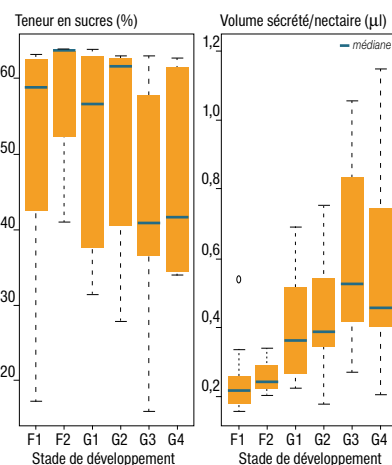 Teneur en sucres (%)
60
50
40
30
20
F1 F2 G1 G2 G3 G4
Stade de développement
Volume sécrété/nectaire (µl)
médiane
1,2
1,0
0,8
0,6
0,4
0,2
F1 F2 G1 G2 G3 G4
Stade de développement